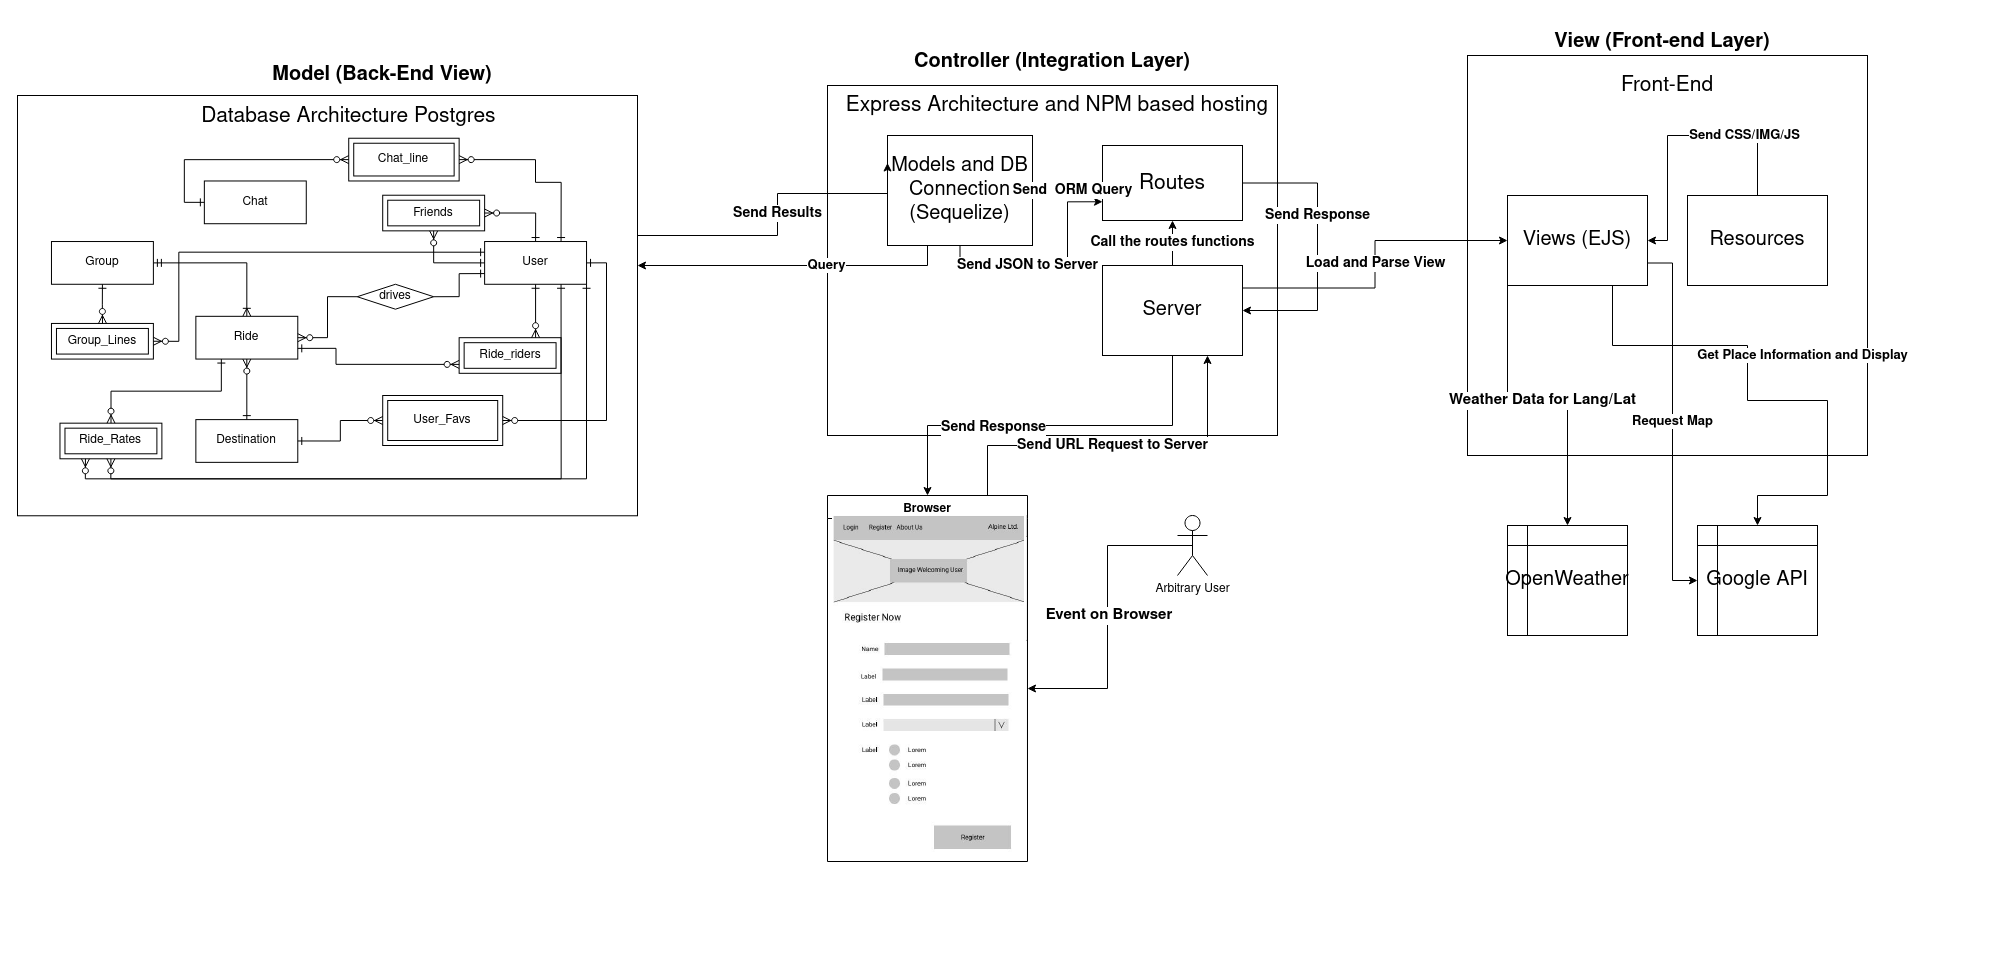 Model (Back-End View)
Database Architecture Postgres
Chat_line
Chat
Friends
Group
User
drives
Group_Lines
Ride
Ride_riders
Ride_Rates
Destination
User_Favs
Send Results
Query
Controller (Integration Layer)
Express Architecture and NPM based hosting
Models and DB
Connection
(Sequelize)
Send ORM Query
Routes
Send Response
Call the routes functions
Send JSON to Server
Server
Load and Parse View
Send Response
Send URL Request to Server
Browser
Login
Register
About Us
Alpine Ltd.
Image Welcoming User
Register Now
Name
Label
Label
Label
Label
Lorem
Lorem
Lorem
Lorem
Register
Arbitrary User
Event on Browser
View (Front-end Layer)
Front-End
Send CSS/IMG/JS
Views (EJS)
Resources
Get Place Information and Display
Weather Data for Lang/Lat
Request Map
OpenWeather
Google API